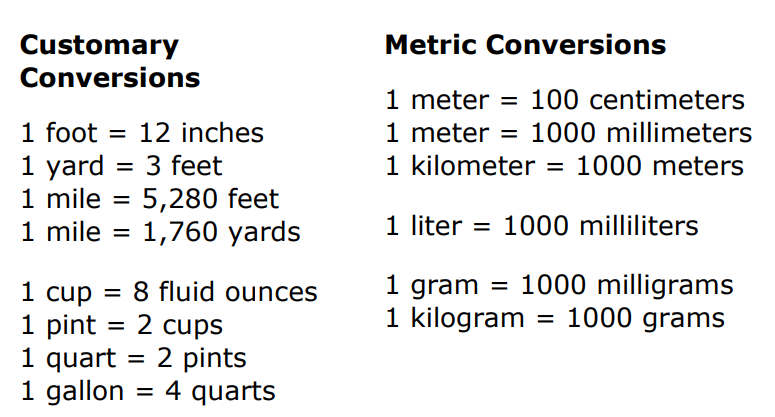 Customary
Conversions
1 foot = 12 inches
1 yard = 3 feet
1 mile = 5,280 feet
1 mile = 1,760 yards
1 cup = 8 fluid ounces
1 pint = 2 cups
1 quart = 2 pints
1 gallon = 4 quarts
Metric Conversions
1 meter = 100 centimeters
1 meter = 1000 millimeters
1 kilometer = 1000 meters
1 liter = 1000 milliliters
1 gram = 1000 milligrams
1 kilogram = 1000 grams